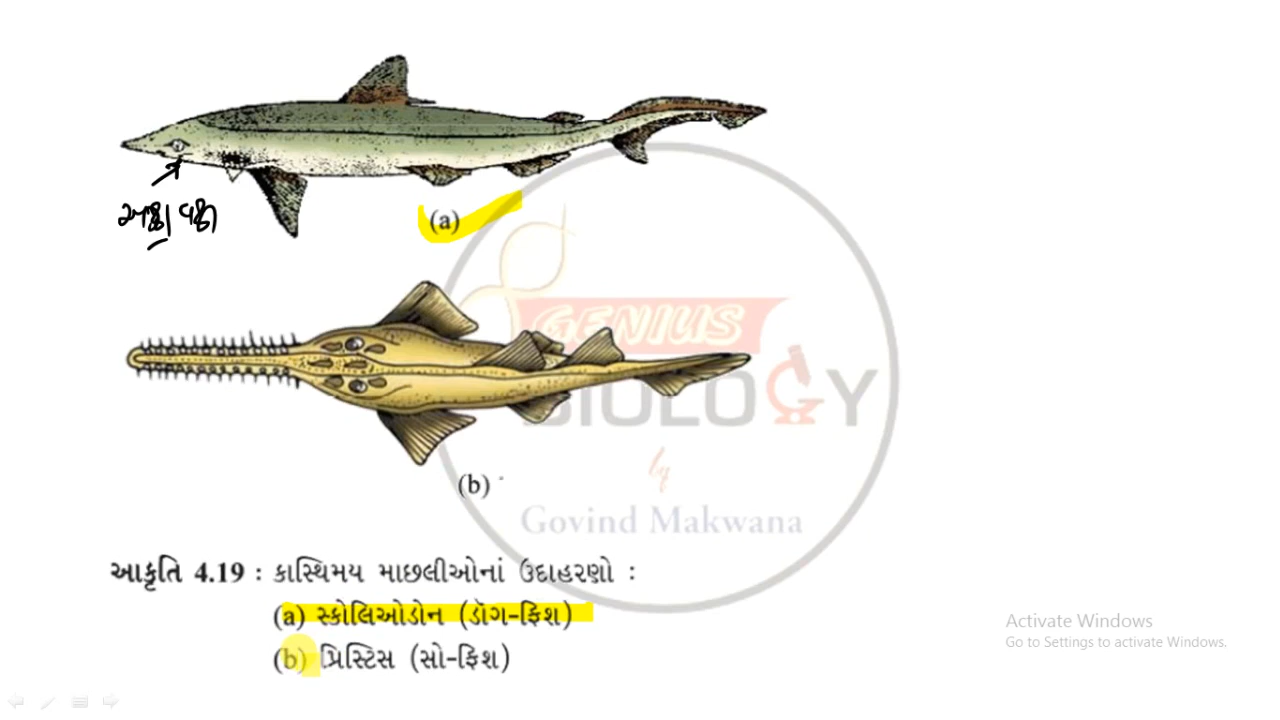 (a)
GENIUS
BIOLOGY
by
Govind Makwana
(b)
આકૃતિ 4.19 : કાસ્થિમય માછલીઓનાં ઉદાહરણો :
(a) સ્કોલિઓડોન (ડૉગ-ફિશ)
(b) પ્રિસ્ટિસ (સો-ફિશ)
Activate Windows
Go to Settings to activate Windows.